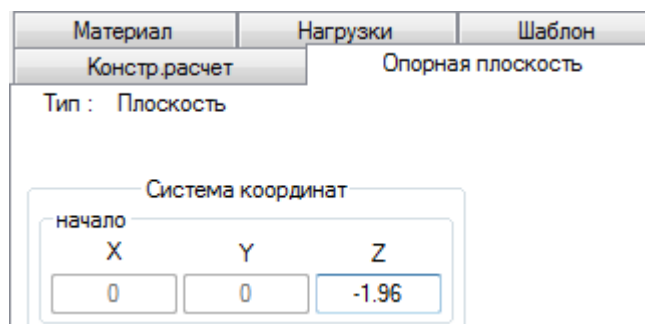 Материал Нагрузки Шаблон
Констр.расчет Опорная плоскость
Тип : Плоскость
Система координат
начало
X Y Z
0 0 -1.96